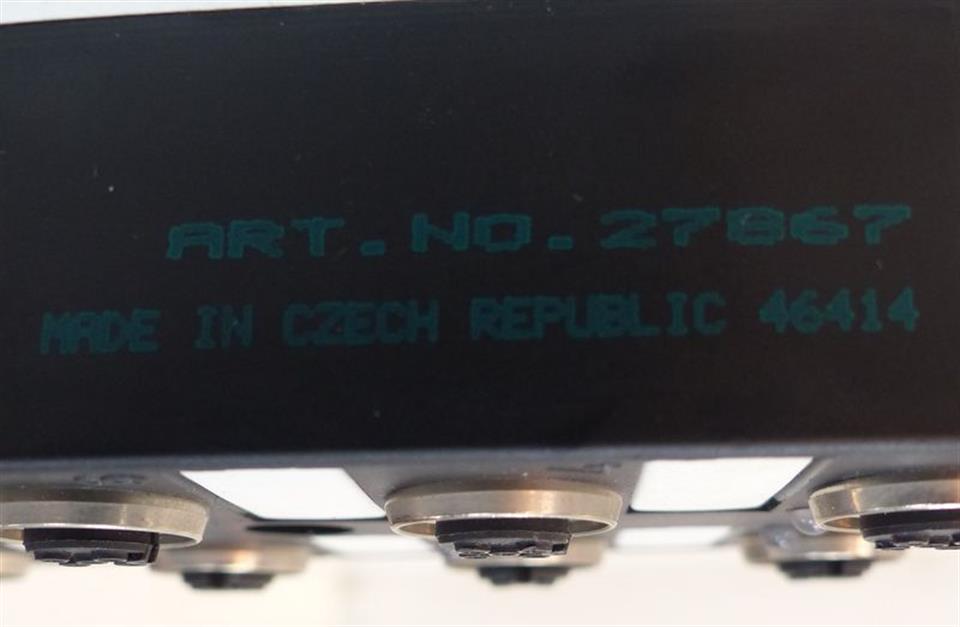 ART.NO.27867
MADE IN CZECH REPUBLIC 46414